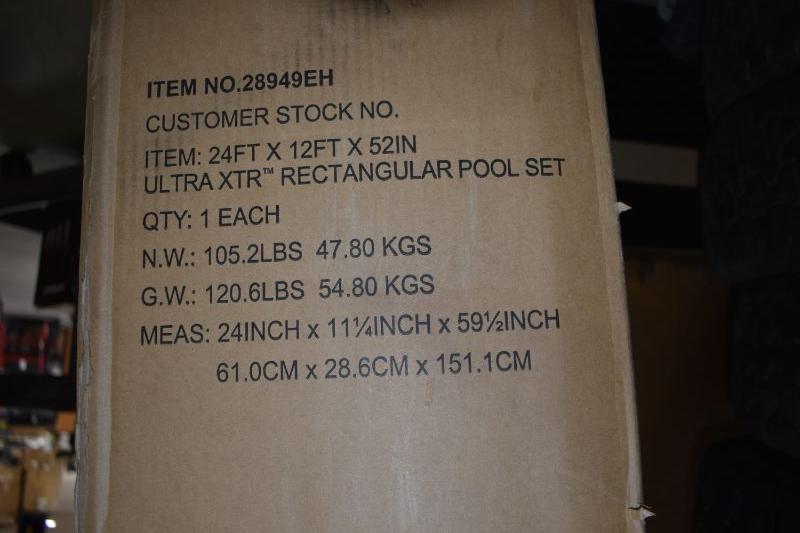 ITEM NO.28949EH
CUSTOMER STOCK NO.
ITEM: 24FT X 12FT X 52IN
ULTRA XTR™ RECTANGULAR POOL SET
QTY: 1 EACH
N.W.: 105.2LBS 47.80 KGS
G.W.: 120.6LBS 54.80 KGS
MEAS: 24INCH x 11¼INCH x 59½INCH
61.0CM x 28.6CM x 151.1CM